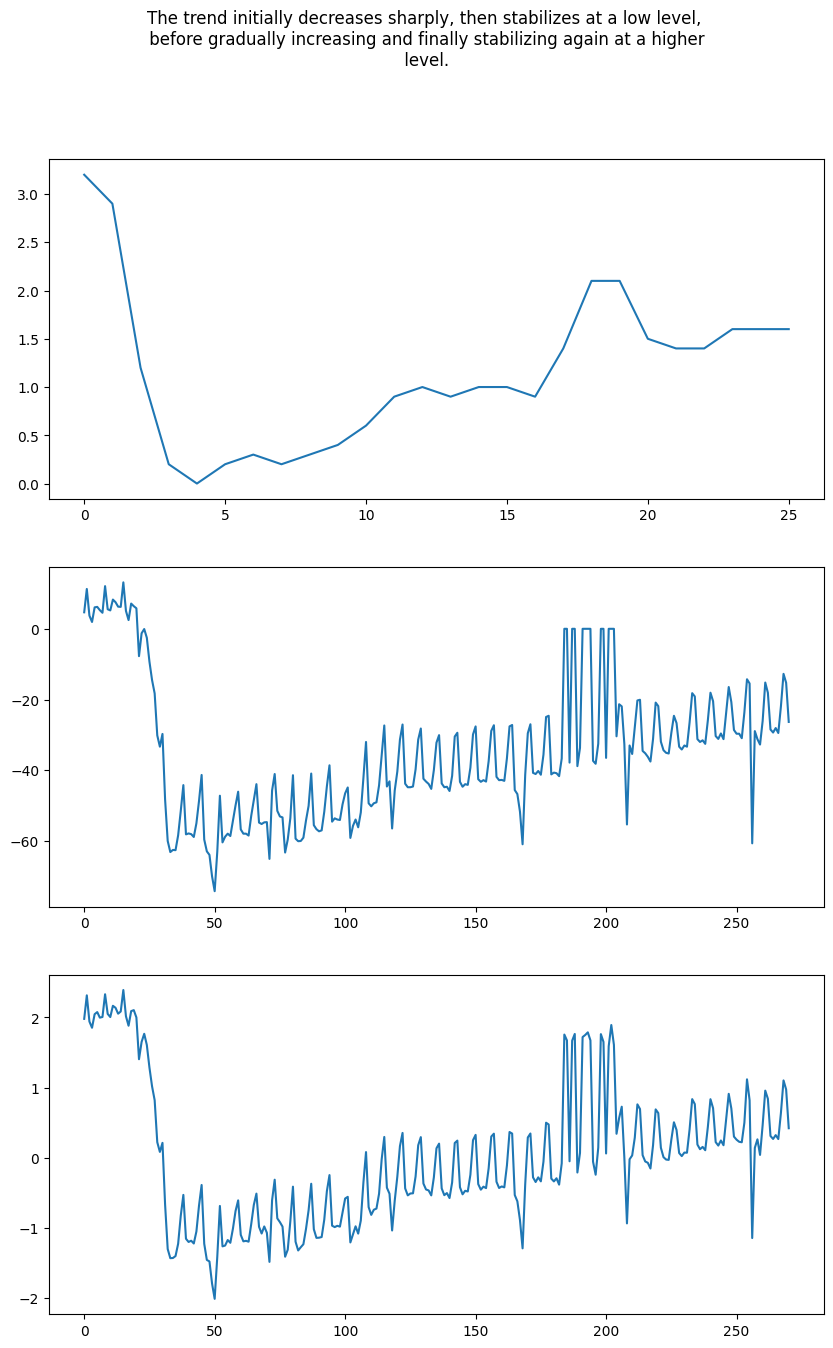 The trend initially decreases sharply, then stabilizes at a low level,
before gradually increasing and finally stabilizing again at a higher
level.
3.0
2.5
2.0
1.5
1.0
0.5
0.0
0 5 10 15 20 25
0
−20
−40
−60
0 50 100 150 200 250
2
1
0
−1
−2
0 50 100 150 200 250